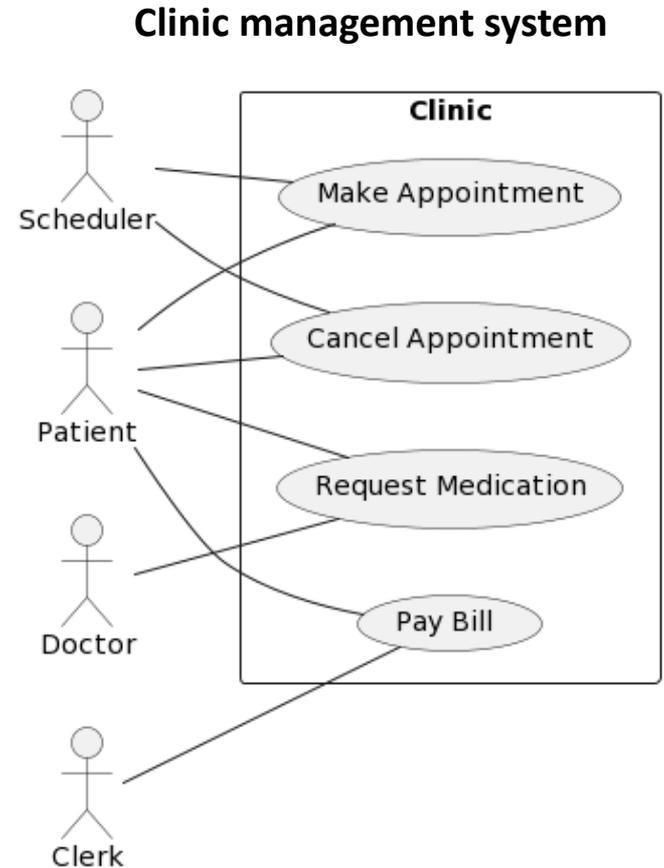 Clinic management system
Clinic
Scheduler
Make Appointment
Cancel Appointment
Patient
Request Medication
Doctor
Pay Bill
Clerk